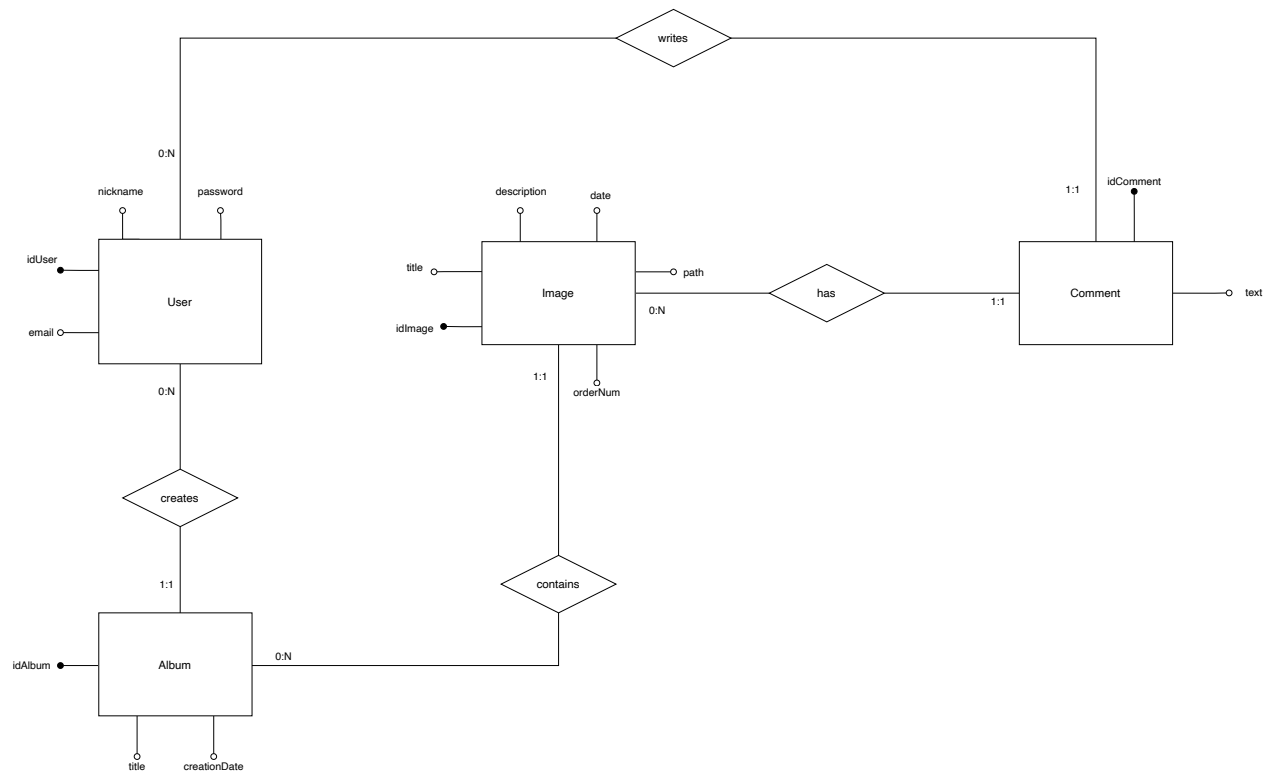 writes
0:N
nickname
password
description
date
1:1
idComment
idUser
User
email
title
Image
path
idImage
0:N
has
1:1
Comment
text
0:N
1:1
orderNum
creates
1:1
contains
idAlbum
Album
0:N
title
creationDate